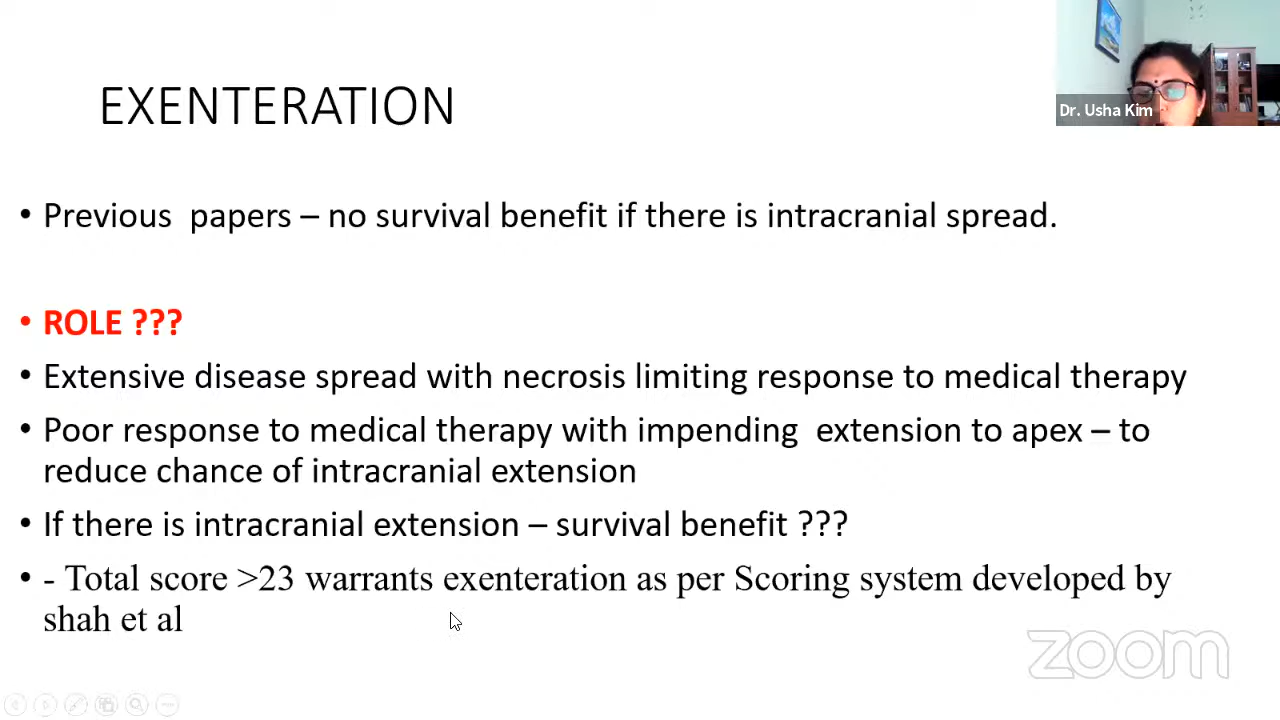 EXENTERATION
Dr. Usha Kim
• Previous papers – no survival benefit if there is intracranial spread.
• ROLE ???
• Extensive disease spread with necrosis limiting response to medical therapy
• Poor response to medical therapy with impending extension to apex – to
reduce chance of intracranial extension
• If there is intracranial extension – survival benefit ???
• - Total score >23 warrants exenteration as per Scoring system developed by
shah et al
zoom